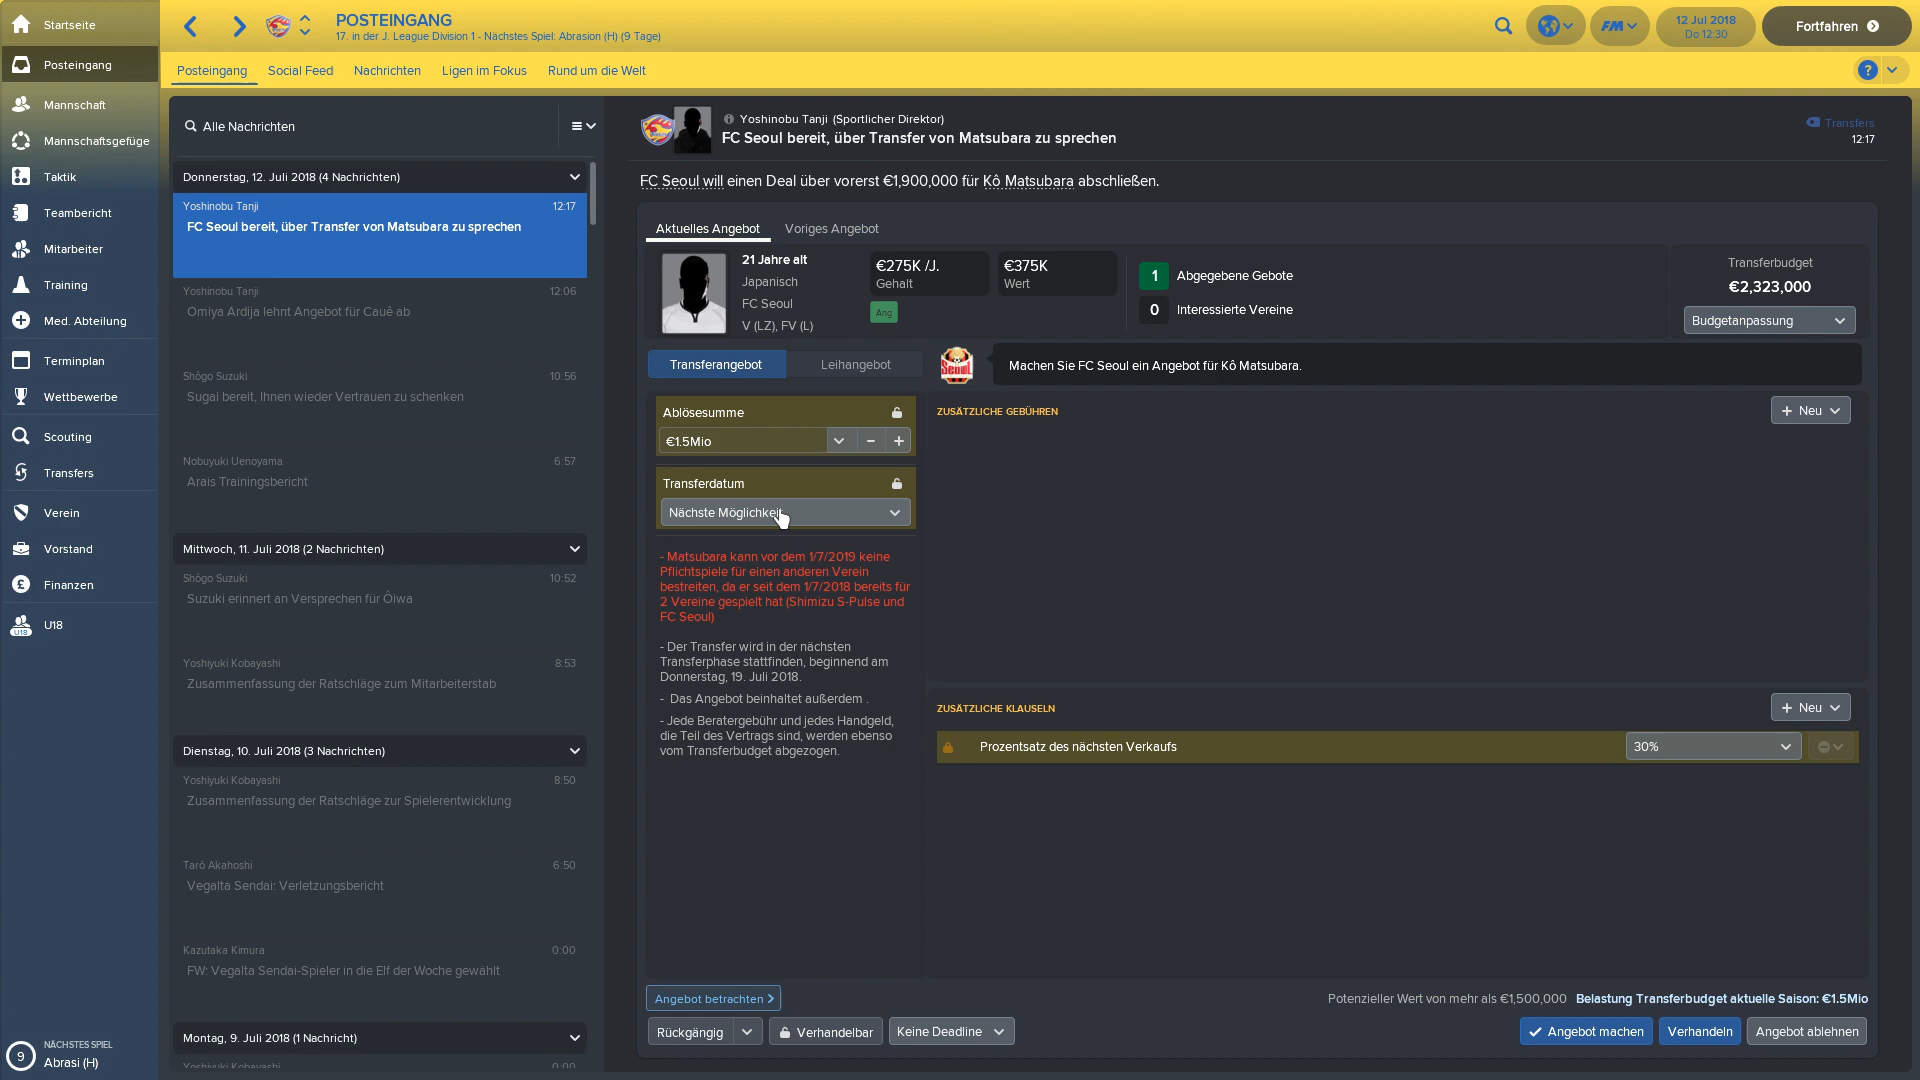 Startseite
Posteingang
Mannschaft
Mannschaftsgefüge
Taktik
Teambericht
Mitarbeiter
Training
Med. Abteilung
Terminplan
Wettbewerbe
Scouting
Transfers
Verein
Vorstand
Finanzen
U18
U18
9
NÄCHSTES SPIEL
Abrasi (H)
POSTEINGANG
17. in der J. League Division 1 - Nächstes Spiel: Abrasion (H) (9 Tage)
FM
12 Jul 2018
Do 12:30
Fortfahren
Posteingang
Social Feed
Nachrichten
Ligen im Fokus
Rund um die Welt
?
Alle Nachrichten
Donnerstag, 12. Juli 2018 (4 Nachrichten)
Yoshinobu Tanji 12:17
FC Seoul bereit, über Transfer von Matsubara zu sprechen
Yoshinobu Tanji 12:06
Omiya Ardija lehnt Angebot für Cauê ab
Shôgo Suzuki 10:56
Sugai bereit, Ihnen wieder Vertrauen zu schenken
Nobuyuki Uenoyama 6:57
Arais Trainingsbericht
Mittwoch, 11. Juli 2018 (2 Nachrichten)
Shôgo Suzuki 10:52
Suzuki erinnert an Versprechen für Ôiwa
Yoshiyuki Kobayashi 8:53
Zusammenfassung der Ratschläge zum Mitarbeiterstab
Dienstag, 10. Juli 2018 (3 Nachrichten)
Yoshiyuki Kobayashi 8:50
Zusammenfassung der Ratschläge zur Spielerentwicklung
Tarô Akahoshi 6:50
Vegalta Sendai: Verletzungsbericht
Kazutaka Kimura 0:00
FW: Vegalta Sendai-Spieler in die Elf der Woche gewählt
Montag, 9. Juli 2018 (1 Nachricht)
Yoshiyuki Kobayashi 0:00
Yoshinobu Tanji (Sportlicher Direktor)
FC Seoul bereit, über Transfer von Matsubara zu sprechen
Transfers
12:17
FC Seoul will einen Deal über vorerst €1,900,000 für Kô Matsubara abschließen.
Aktuelles Angebot
Voriges Angebot
21 Jahre alt
Japanisch
FC Seoul
V (LZ), FV (L)
€275K /J.
Gehalt
€375K
Wert
Ang
1 Abgegebene Gebote
0 Interessierte Vereine
Transferbudget
€2,323,000
Budgetanpassung
Transferangebot
Leihangebot
SEOUL
Machen Sie FC Seoul ein Angebot für Kô Matsubara.
Ablösesumme
€1.5Mio
Transferdatum
Nächste Möglichkeit
- Matsubara kann vor dem 1/7/2019 keine
Pflichtspiele für einen anderen Verein
bestreiten, da er seit dem 1/7/2018 bereits für
2 Vereine gespielt hat (Shimizu S-Pulse und
FC Seoul)
- Der Transfer wird in der nächsten
Transferphase stattfinden, beginnend am
Donnerstag, 19. Juli 2018.
- Das Angebot beinhaltet außerdem .
- Jede Beratergebühr und jedes Handgeld,
die Teil des Vertrags sind, werden ebenso
vom Transferbudget abgezogen.
ZUSÄTZLICHE GEBÜHREN
Neu
ZUSÄTZLICHE KLAUSELN
Neu
Prozentsatz des nächsten Verkaufs
30%
Angebot betrachten
Potenzieller Wert von mehr als €1,500,000 Belastung Transferbudget aktuelle Saison: €1.5Mio
Rückgängig
Verhandelbar
Keine Deadline
Angebot machen
Verhandeln
Angebot ablehnen